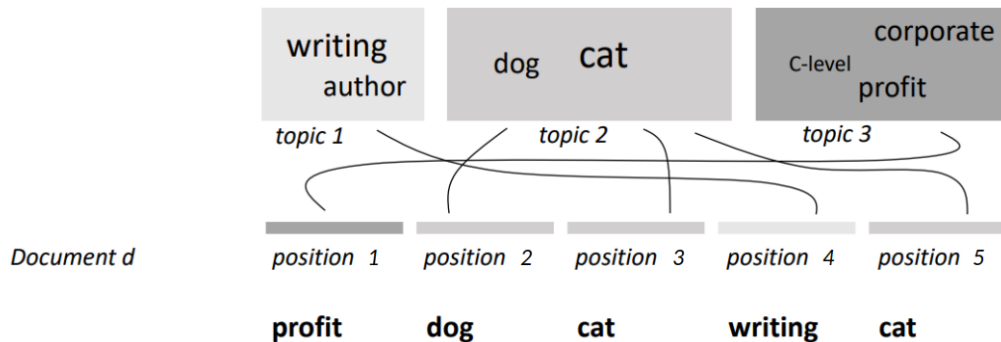 writing
author
dog cat
corporate
C-level
profit
topic 1 topic 2 topic 3
Document d position 1 position 2 position 3 position 4 position 5
profit dog cat writing cat